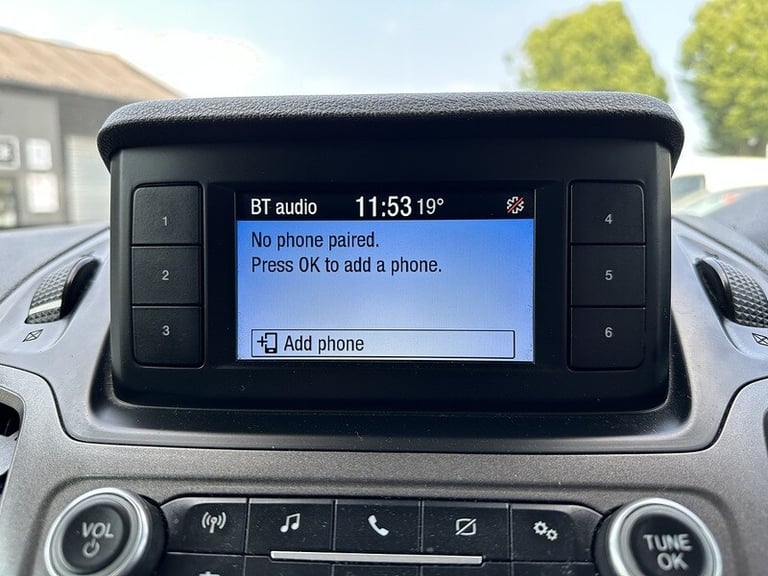 BT audio 11:53 19°
No phone paired.
Press OK to add a phone.
Add phone
1
2
3
4
5
6
VOL
TUNE
OK